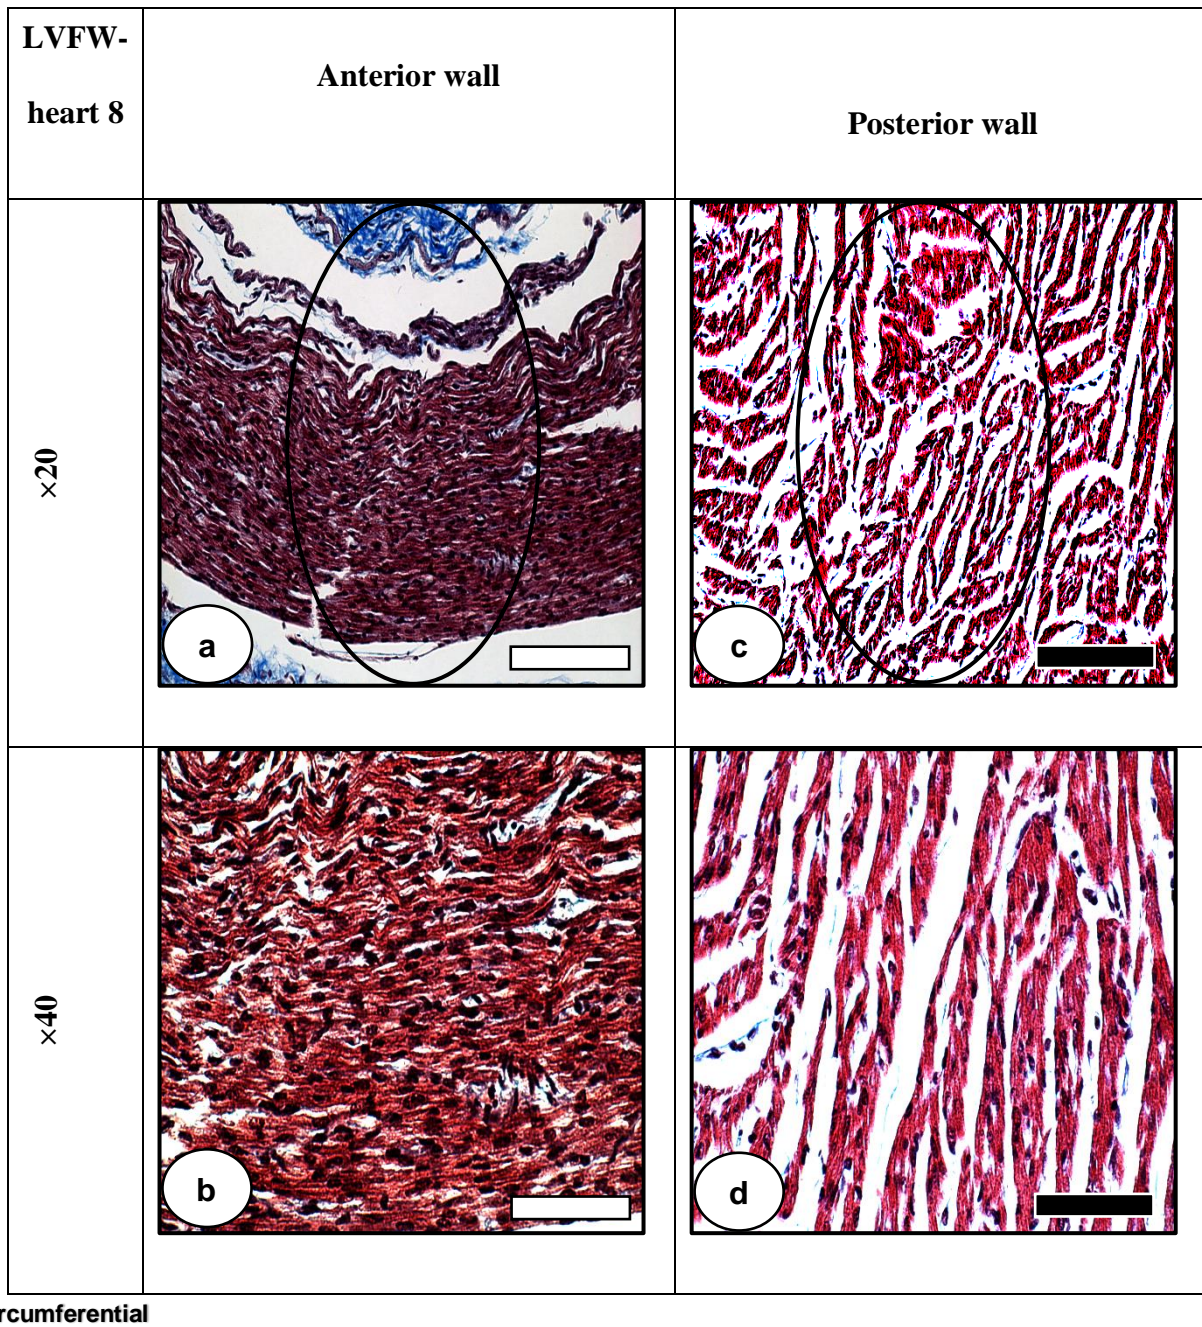 LVFW-
heart 8
Anterior wall
Posterior wall
×20
a
c
×40
b
d
rcumferential